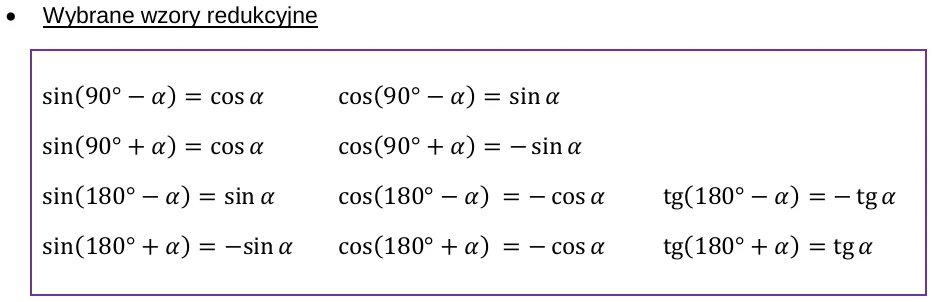 • Wybrane wzory redukcyjne
sin(90° − α) = cos α cos(90° − α) = sin α
sin(90° + α) = cos α cos(90° + α) = − sin α
sin(180° − α) = sin α cos(180° − α) = − cos α tg(180° − α) = − tg α
sin(180° + α) = −sin α cos(180° + α) = − cos α tg(180° + α) = tg α